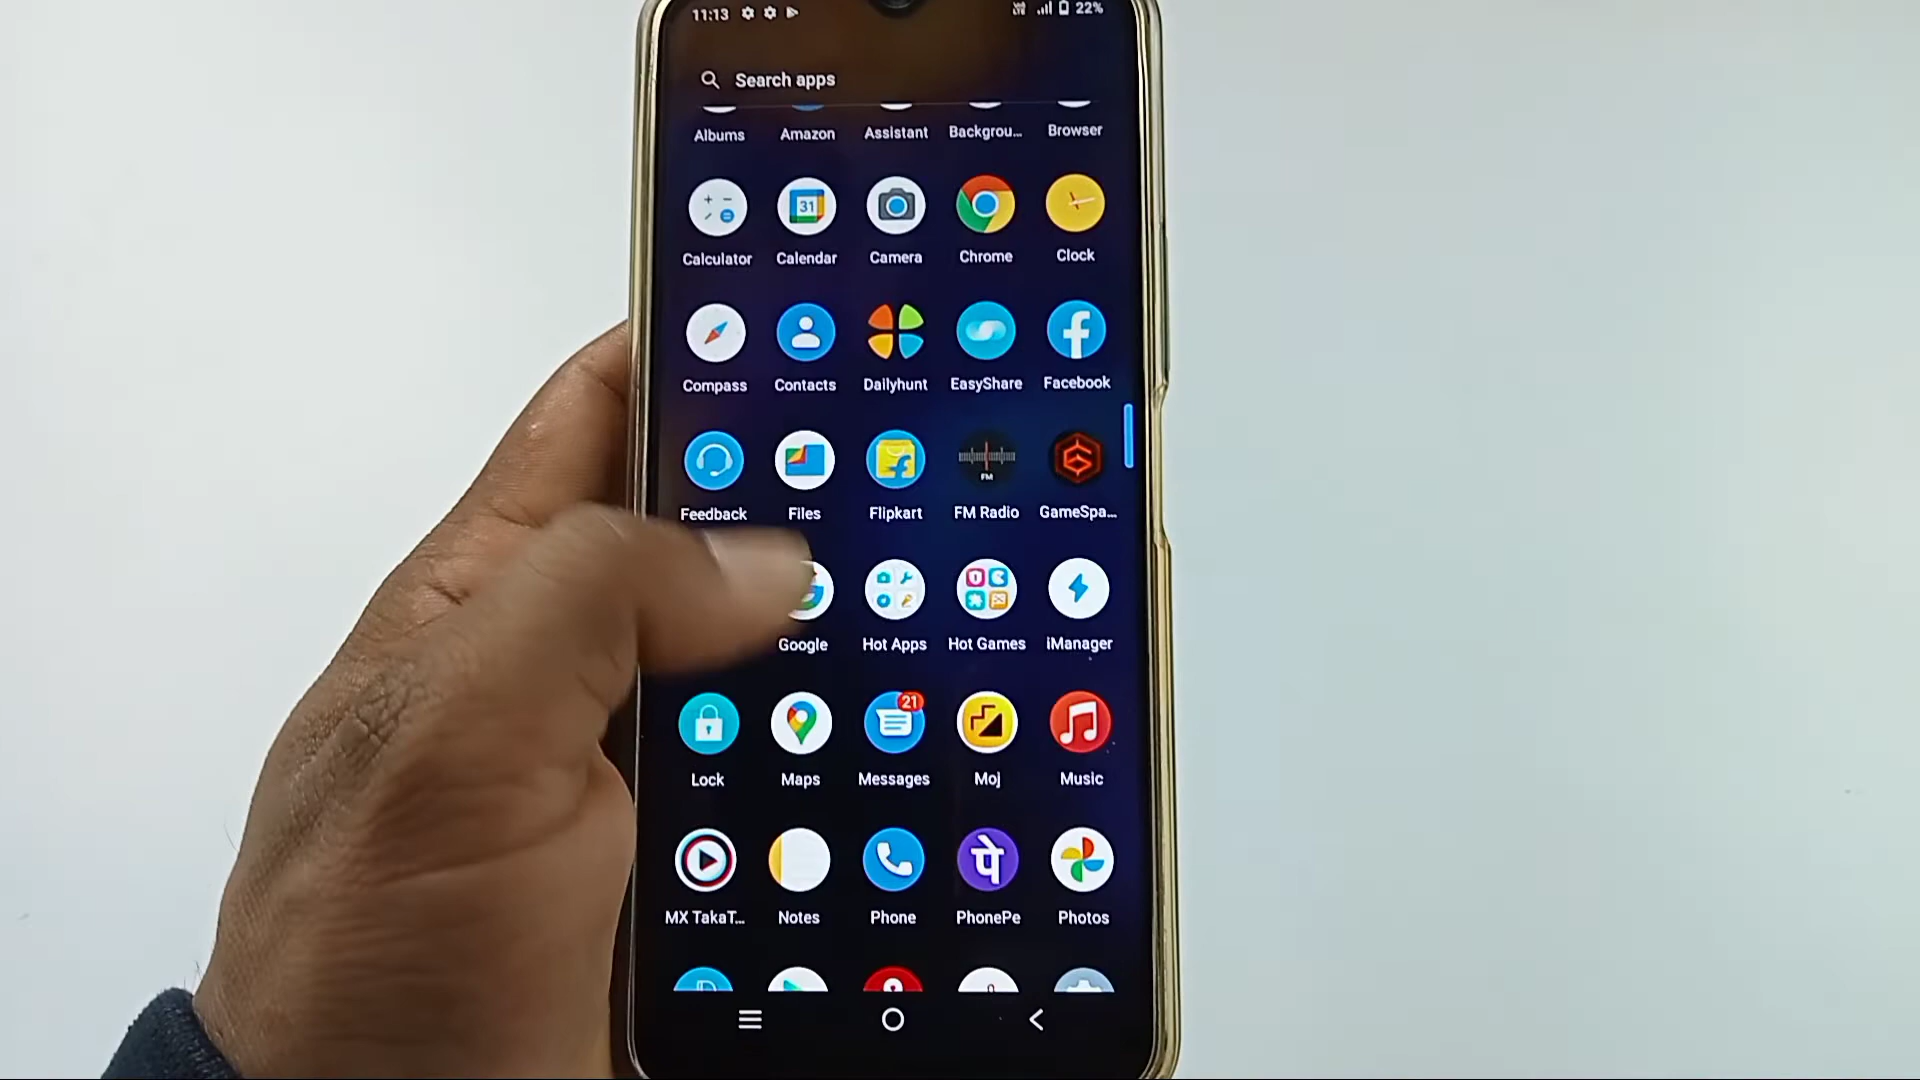 11:13 22%
Search apps
Albums Amazon Assistant Backgrou... Browser
31
Calculator Calendar Camera Chrome Clock
Compass Contacts Dailyhunt EasyShare Facebook
FM
Feedback Files Flipkart FM Radio GameSpa...
Google Hot Apps Hot Games iManager
21
Lock Maps Messages Moj Music
पे
MX TakaT... Notes Phone PhonePe Photos